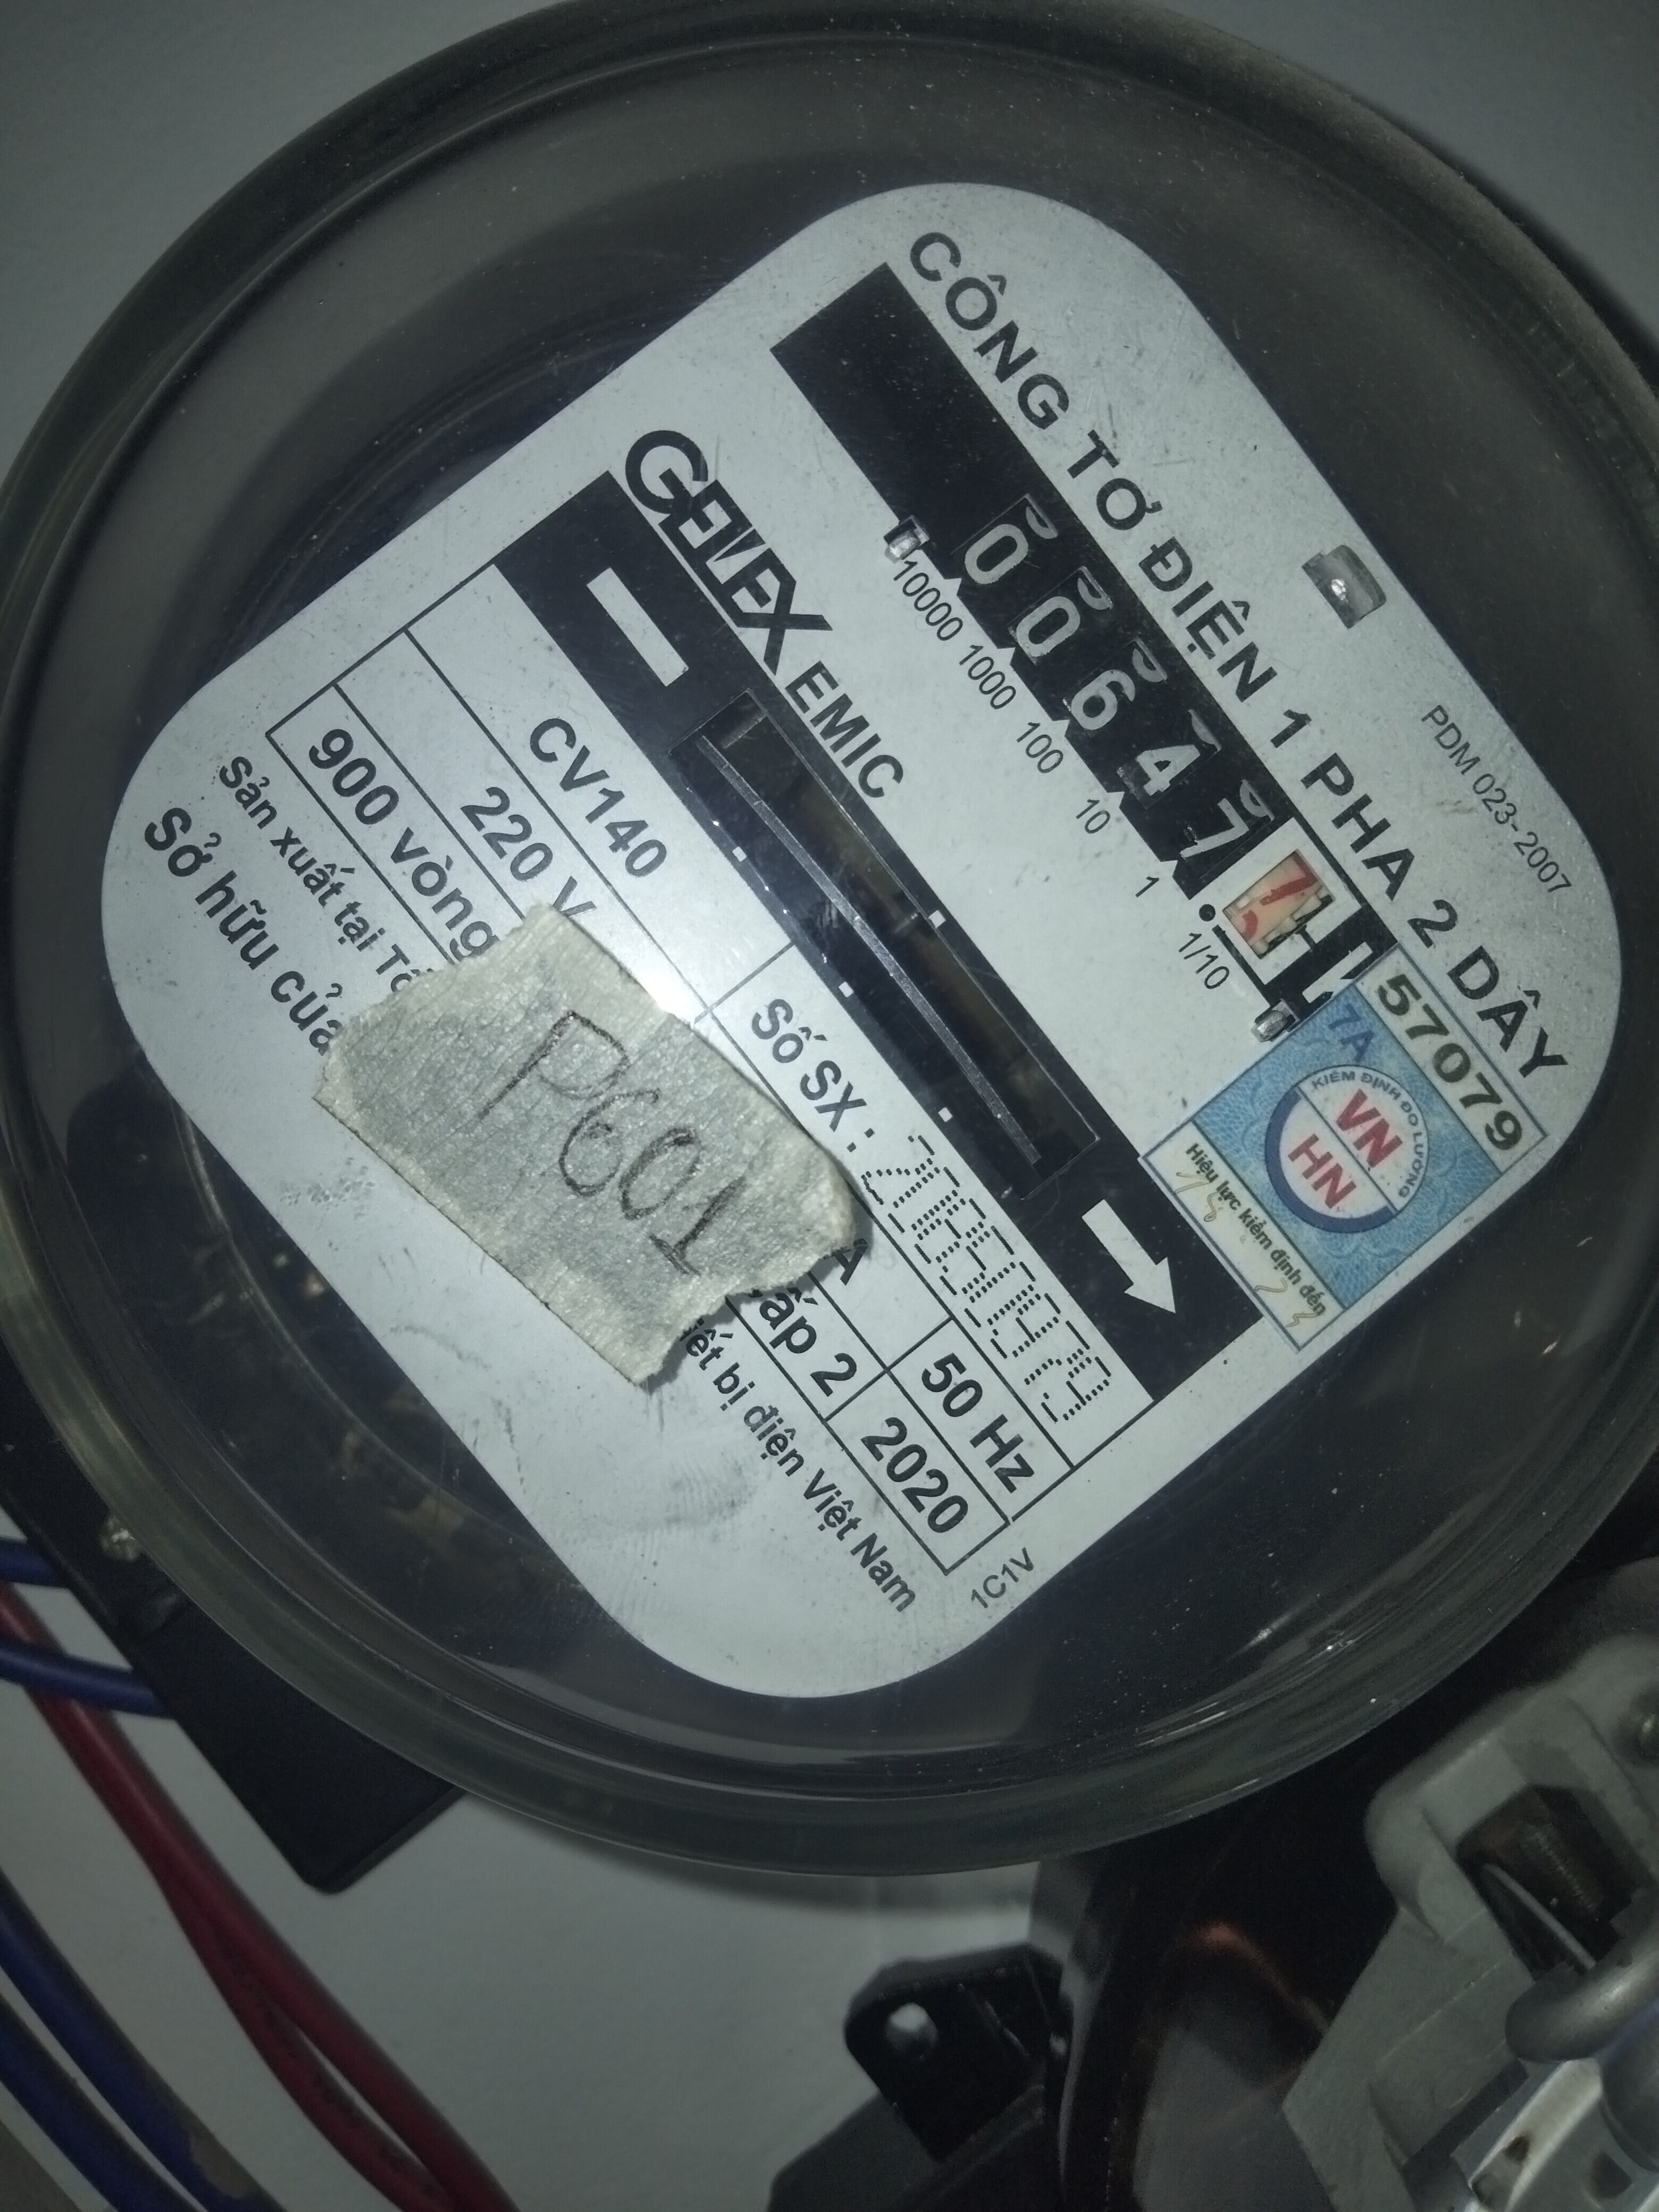 CÔNG TƠ ĐIỆN 1 PHA 2 DÂY
PDM 023-2007
0 0 6 4 7 7
10000 1000 100 10 1 1/10
57079
7A
KIỂM ĐỊNH ĐO LƯỜNG
VN
HN
Hiệu lực kiểm định đến
GELEX EMIC
CV140
Số SX :
220 V
A
50 Hz
900 vòng
2
2020
Sản xuất tại
bị điện Việt Nam
1C1V
Sở hữu của
P601